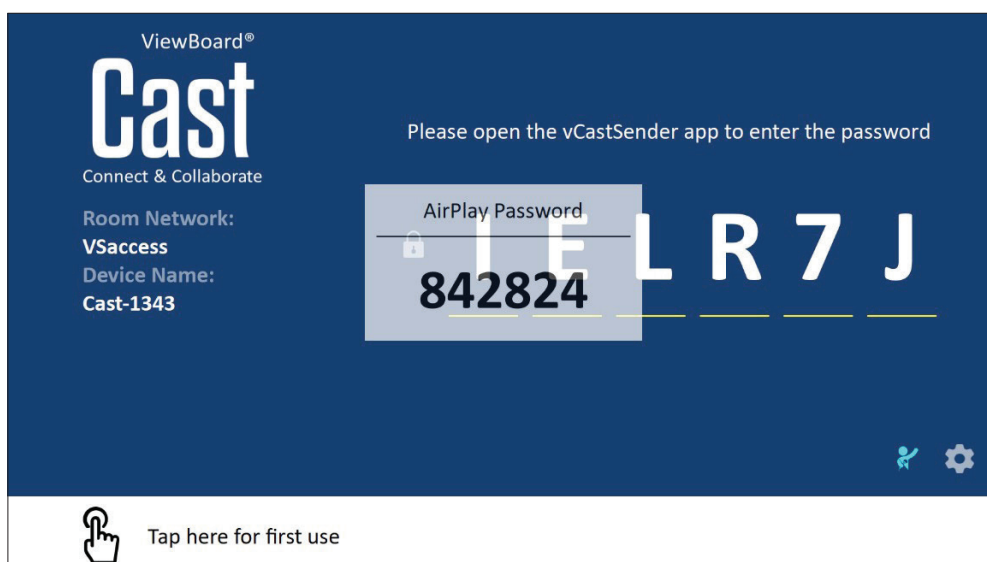 ViewBoard®
Cast
Connect & Collaborate
Room Network:
VSaccess
Device Name:
Cast-1343
Please open the vCastSender app to enter the password
AirPlay Password
842824
I E L R 7 J
Tap here for first use